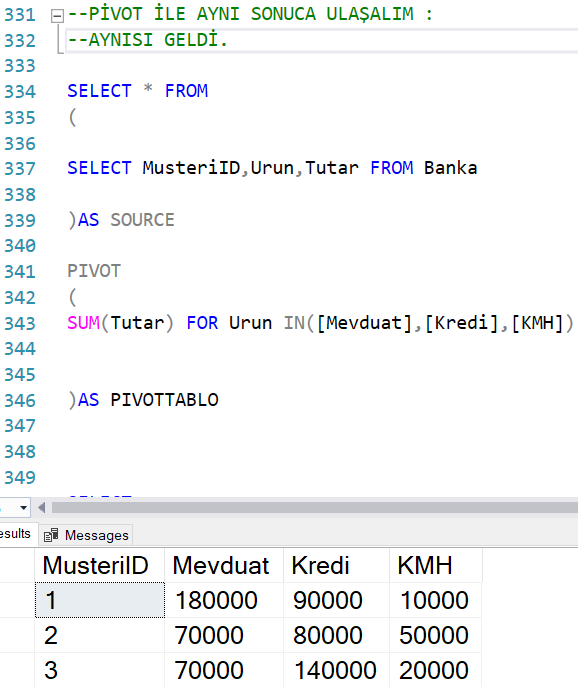 331 --PİVOT İLE AYNI SONUCA ULAŞALIM :
332 --AYNISI GELDİ.
333
334 SELECT * FROM
335 (
336
337 SELECT MusteriID,Urun,Tutar FROM Banka
338
339 )AS SOURCE
340
341 PIVOT
342 (
343 SUM(Tutar) FOR Urun IN([Mevduat],[Kredi],[KMH])
344
345
346 )AS PIVOTTABLO
347
348
349
esults Messages
MusteriID Mevduat Kredi KMH
1 180000 90000 10000
2 70000 80000 50000
3 70000 140000 20000